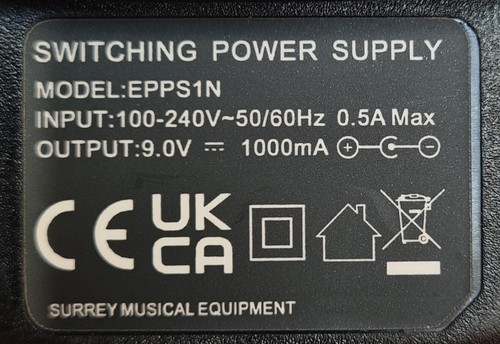 SWITCHING POWER SUPPLY
MODEL:EPPS1N
INPUT:100-240V~50/60Hz 0.5A Max
OUTPUT:9.0V ⎓ 1000mA
CE
UK
CA
SURREY MUSICAL EQUIPMENT